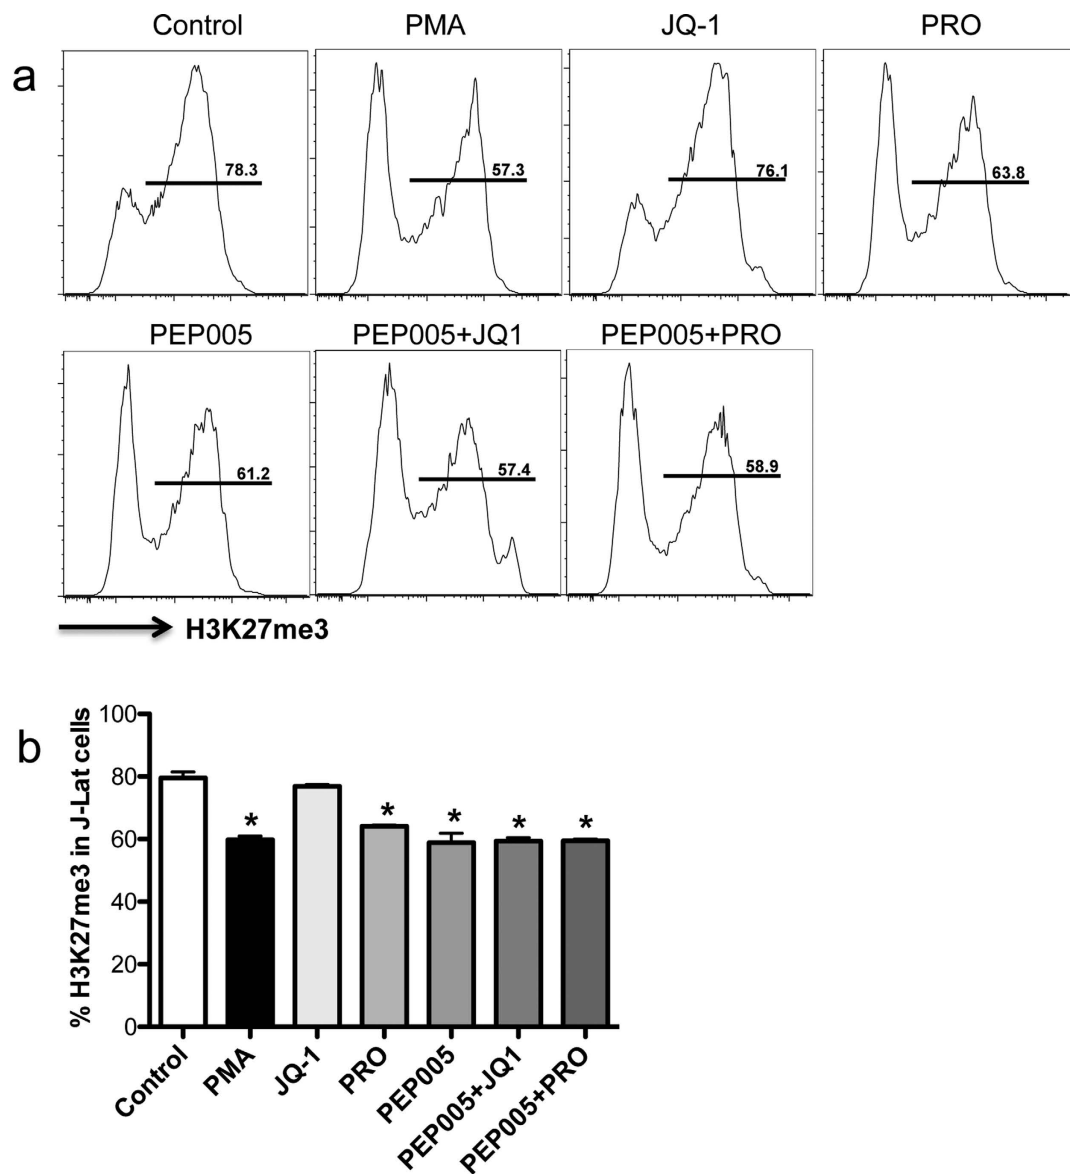 Control PMA JQ-1 PRO
a
78.3 57.3 76.1 63.8
PEP005 PEP005+JQ1 PEP005+PRO
61.2 57.4 58.9
H3K27me3
b
% H3K27me3 in J-Lat cells
100
80
60
40
20
0
* * * * *
Control PMA JQ-1 PRO PEP005 PEP005+JQ1 PEP005+PRO